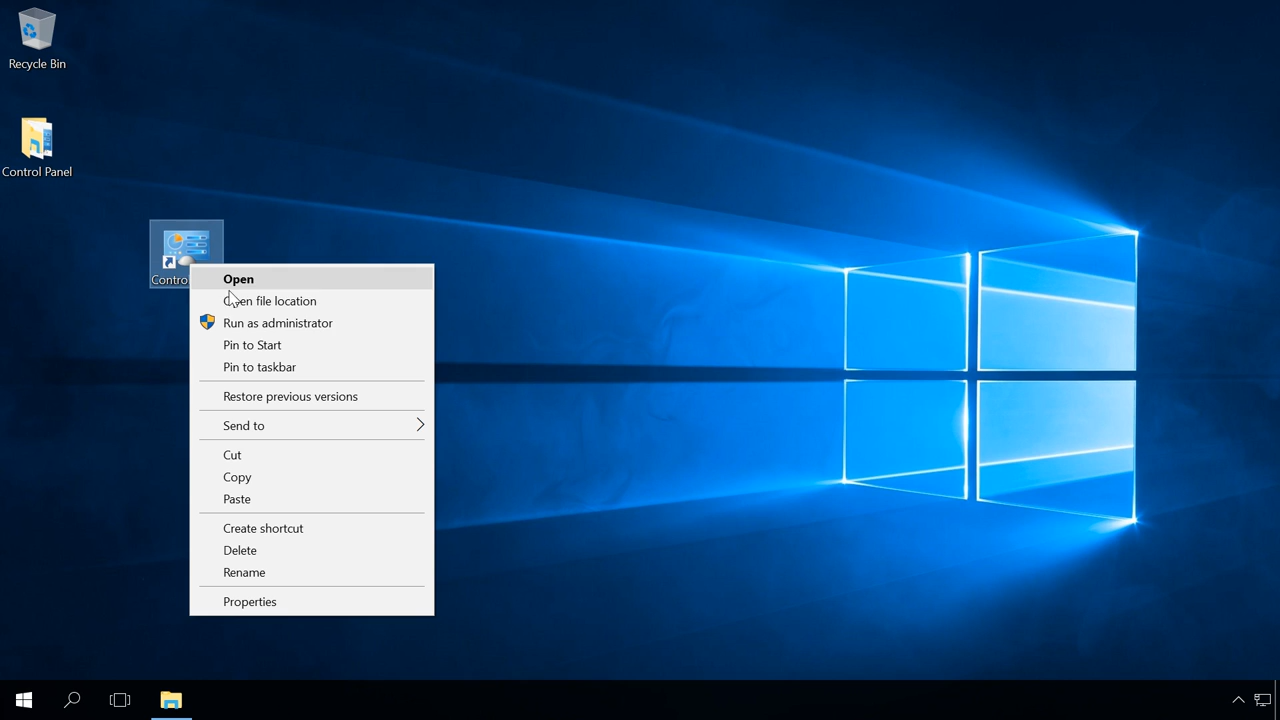 Recycle Bin
Control Panel
Open
Open file location
Run as administrator
Pin to Start
Pin to taskbar
Restore previous versions
Send to
Cut
Copy
Paste
Create shortcut
Delete
Rename
Properties